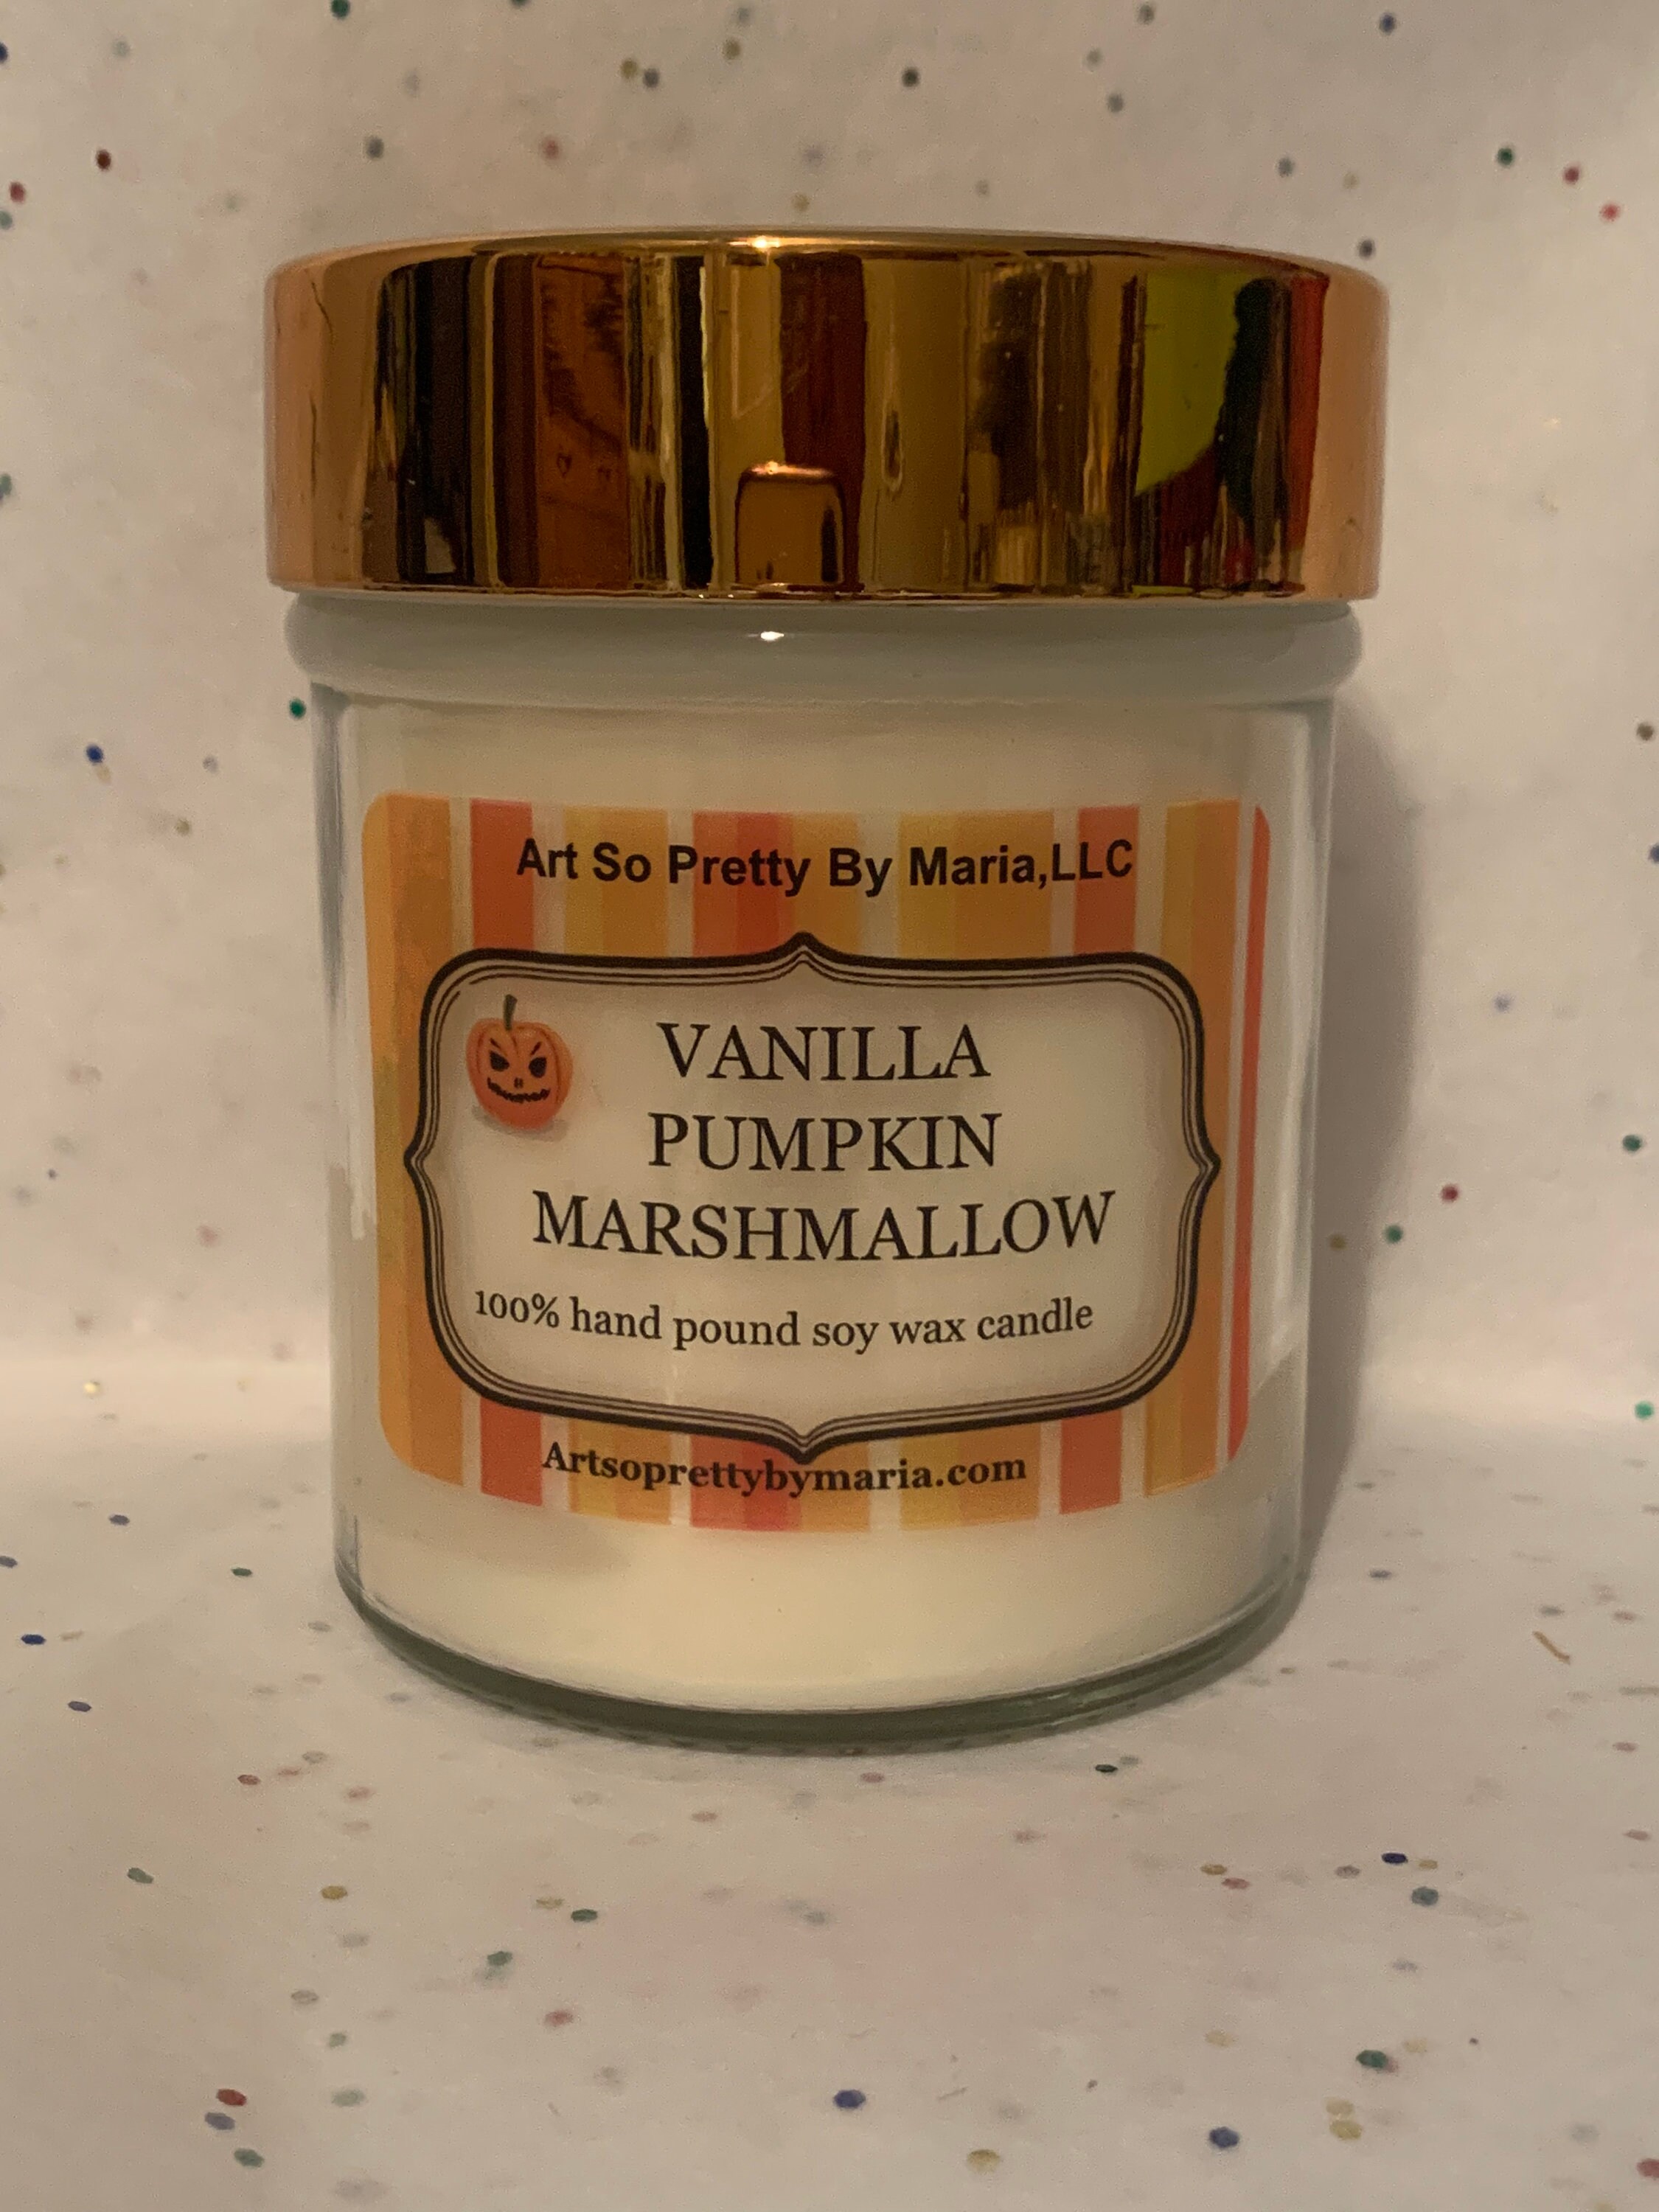 Art So Pretty By Maria,LLC
VANILLA
PUMPKIN
MARSHMALLOW
100% hand pound soy wax candle
Artsoprettybymaria.com